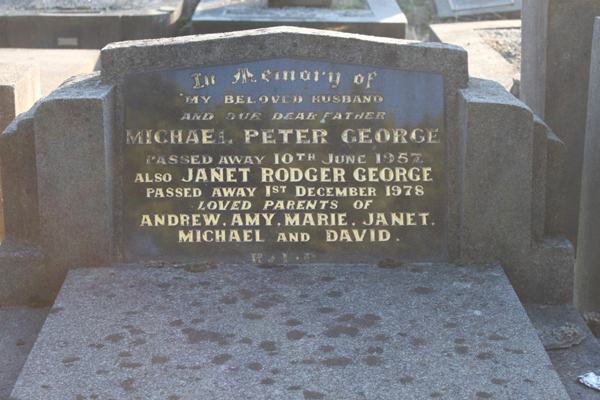 In Memory of
MY BELOVED HUSBAND
AND OUR DEAR FATHER
MICHAEL PETER GEORGE
PASSED AWAY 10TH JUNE 1957
ALSO JANET RODGER GEORGE
PASSED AWAY 1ST DECEMBER 1978
LOVED PARENTS OF
ANDREW, AMY, MARIE, JANET,
MICHAEL AND DAVID.
R.I.P.